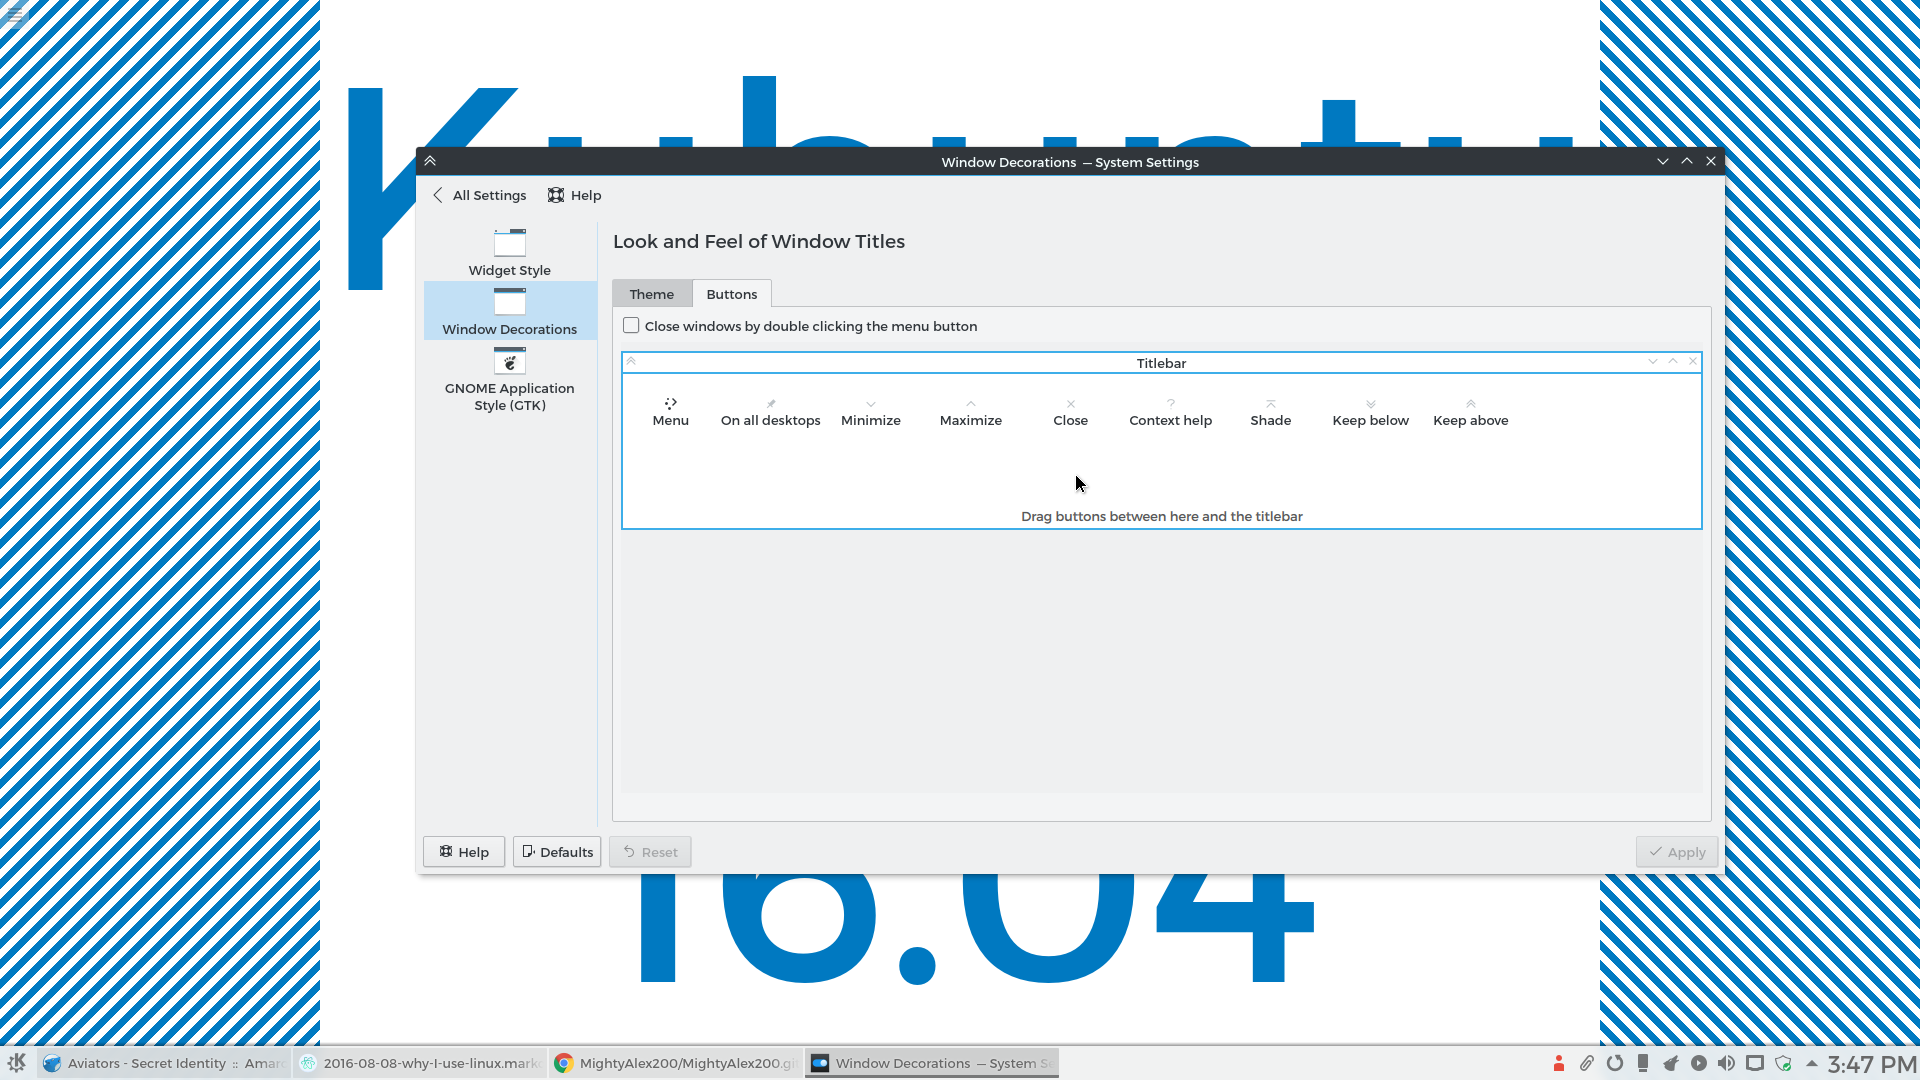 Kubuntu
Window Decorations — System Settings
All Settings
Help
Widget Style
Window Decorations
GNOME Application
Style (GTK)
Look and Feel of Window Titles
Theme
Buttons
Close windows by double clicking the menu button
Titlebar
Menu
On all desktops
Minimize
Maximize
Close
Context help
Shade
Keep below
Keep above
Drag buttons between here and the titlebar
Help
Defaults
Reset
Apply
16.04
Aviators - Secret Identity :: Amar
2016-08-08-why-I-use-linux.mark
MightyAlex200/MightyAlex200.gi
Window Decorations — System Se
3:47 PM